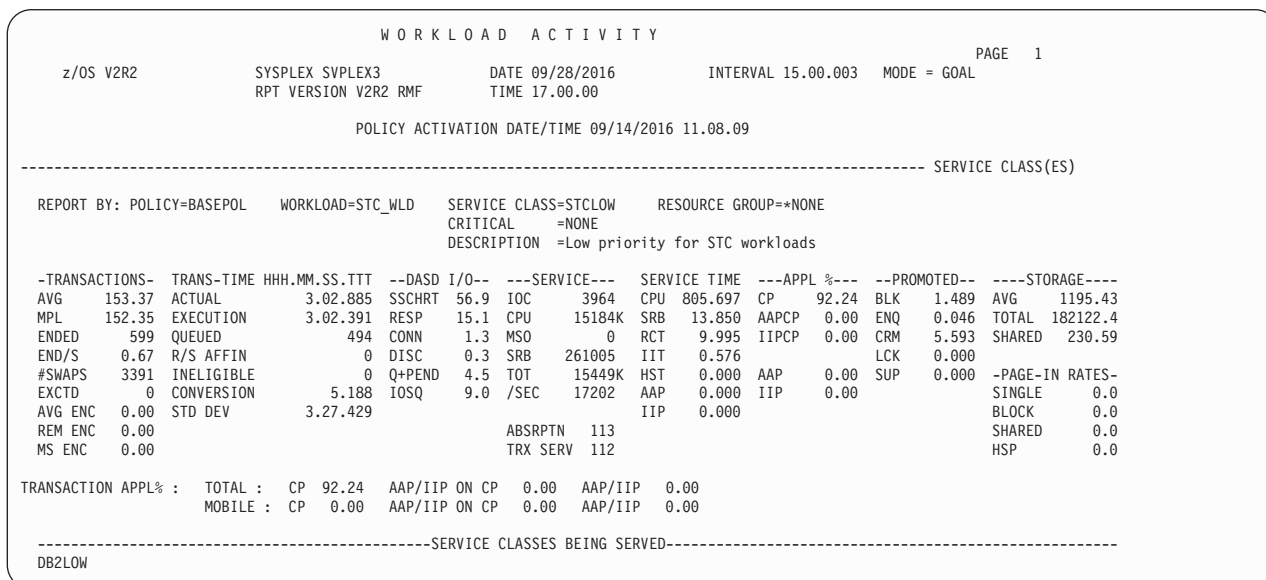 W O R K L O A D   A C T I V I T Y
PAGE 1
z/OS V2R2 SYSPLEX SVPLEX3 DATE 09/28/2016 INTERVAL 15.00.003 MODE = GOAL
RPT VERSION V2R2 RMF TIME 17.00.00
POLICY ACTIVATION DATE/TIME 09/14/2016 11.08.09
------------------------------------------------------------------------------------------------------------ SERVICE CLASS(ES)
REPORT BY: POLICY=BASEPOL WORKLOAD=STC_WLD SERVICE CLASS=STCLOW RESOURCE GROUP=*NONE
CRITICAL =NONE
DESCRIPTION =Low priority for STC workloads
-TRANSACTIONS- TRANS-TIME HHH.MM.SS.TTT --DASD I/O-- ---SERVICE--- SERVICE TIME ---APPL %--- --PROMOTED-- ----STORAGE----
AVG 153.37 ACTUAL 3.02.885 SSCHRT 56.9 IOC 3964 CPU 805.697 CP 92.24 BLK 1.489 AVG 1195.43
MPL 152.35 EXECUTION 3.02.391 RESP 15.1 CPU 15184K SRB 13.850 AAPCP 0.00 ENQ 0.046 TOTAL 182122.4
ENDED 599 QUEUED 494 CONN 1.3 MSO 0 RCT 9.995 IIPCP 0.00 CRM 5.593 SHARED 230.59
END/S 0.67 R/S AFFIN 0 DISC 0.3 SRB 261005 IIT 0.576 LCK 0.000
#SWAPS 3391 INELIGIBLE 0 Q+PEND 4.5 TOT 15449K HST 0.000 AAP 0.00 SUP 0.000 -PAGE-IN RATES-
EXCTD 0 CONVERSION 5.188 IOSQ 9.0 /SEC 17202 AAP 0.000 IIP 0.00 SINGLE 0.0
AVG ENC 0.00 STD DEV 3.27.429 IIP 0.000 BLOCK 0.0
REM ENC 0.00 ABSRPTN 113 SHARED 0.0
MS ENC 0.00 TRX SERV 112 HSP 0.0
TRANSACTION APPL% : TOTAL : CP 92.24 AAP/IIP ON CP 0.00 AAP/IIP 0.00
MOBILE : CP 0.00 AAP/IIP ON CP 0.00 AAP/IIP 0.00
-----------------------------------------------SERVICE CLASSES BEING SERVED------------------------------------------------------
DB2LOW